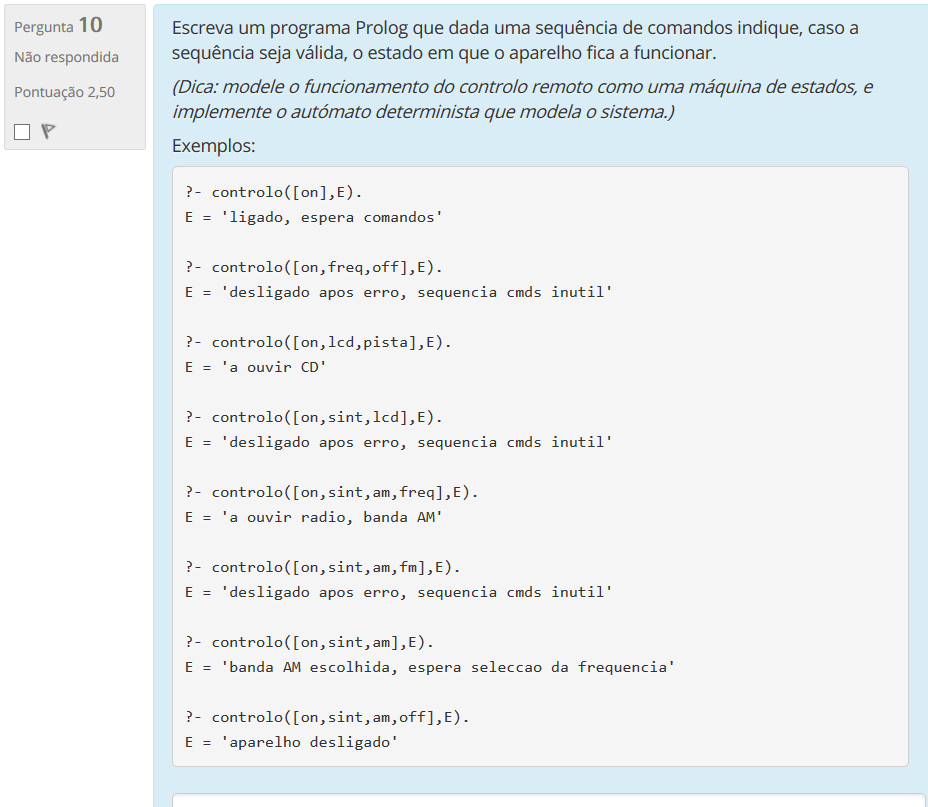 Pergunta 10
Não respondida
Pontuação 2,50
Escreva um programa Prolog que dada uma sequência de comandos indique, caso a
sequência seja válida, o estado em que o aparelho fica a funcionar.
(Dica: modele o funcionamento do controlo remoto como uma máquina de estados, e
implemente o autómato determinista que modela o sistema.)
Exemplos:
?- controlo([on],E).
E = 'ligado, espera comandos'
?- controlo([on,freq,off],E).
E = 'desligado apos erro, sequencia cmds inutil'
?- controlo([on,lcd,pista],E).
E = 'a ouvir CD'
?- controlo([on,sint,lcd],E).
E = 'desligado apos erro, sequencia cmds inutil'
?- controlo([on,sint,am,freq],E).
E = 'a ouvir radio, banda AM'
?- controlo([on,sint,am,fm],E).
E = 'desligado apos erro, sequencia cmds inutil'
?- controlo([on,sint,am],E).
E = 'banda AM escolhida, espera seleccao da frequencia'
?- controlo([on,sint,am,off],E).
E = 'aparelho desligado'